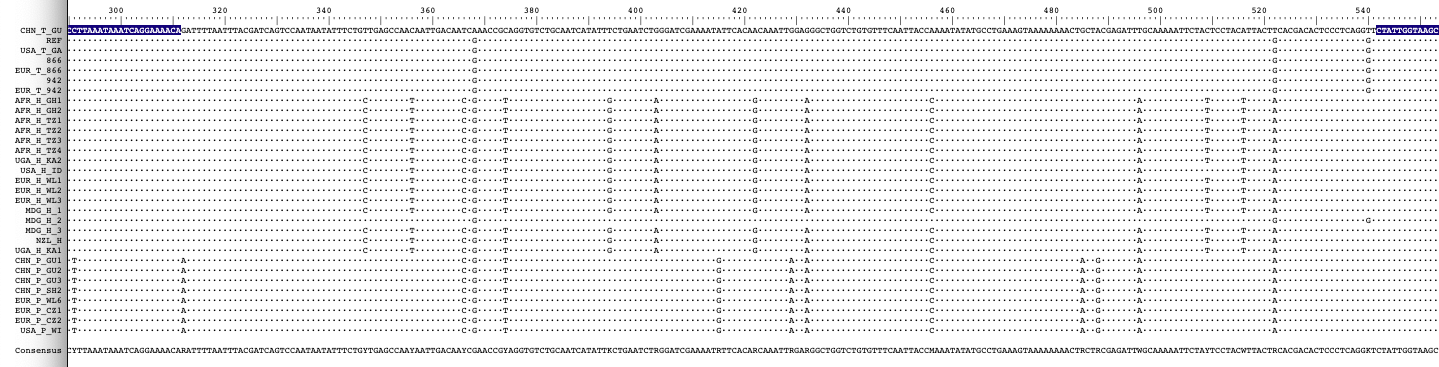 300 320 340 360 380 400 420 440 460 480 500 520 540
CHN_T_GU CCTTAAATAAATCAGGAAAACAGATTTTAATTTACGATCAGTCCAATAATATTTCTGTTGAGCCAACAATTGACAATCAAACCGCAGGTGTCTGCAATCATATTTCTGAATCTGGGATCGAAAATATTCACAACAAATTGGAGGGCTGGTCTGTGTTTCAATTACCAAAATATATGCCTGAAAGTAAAAAAAACTGCTACGAGATTTGCAAAAATTCTACTCCTACATTACTTCACGACACTCCCTCAGGTTCTATTGGTAAGC
REF G G G
USA_T_GA G G G
866 G G G
EUR_T_866 G G G
942 G G G
EUR_T_942 G G G
AFR_H_GH1 C T C G T G A G A C A T T A
AFR_H_GH2 C T C G T G A G A C A T T A
AFR_H_TZ1 C T C G T G A G A C A T T A
AFR_H_TZ2 C T C G T G A G A C A T T A
AFR_H_TZ3 C T C G T G A G A C A T T A
AFR_H_TZ4 C T C G T G A G A C A T T A
UGA_H_KA2 C T C G T G A G A C A T T A
USA_H_ID C T C G T G A G A C A T A
EUR_H_WL1 C T C G T G A G A C A T T A
EUR_H_WL2 C T C G T G A G A C A T T A
EUR_H_WL3 C T C G T G A G A C A T T A
MDG_H_1 C T C G T G A G A C A T T A
MDG_H_2 G G G
MDG_H_3 C T C G T G A G A C A T T A
NZL_H C T C G T G A G A C A T T A
UGA_H_KA1 C T C G T G A G A C A T T A
CHN_P_GU1 T A C G T G A A C A G A A
CHN_P_GU2 T A C G T G A A C A G A A
CHN_P_GU3 T A C G T G A A C A G A A
CHN_P_SH2 T A C G T G A A C A G A A
EUR_P_WL6 T A C G T G A A C A G A A
EUR_P_CZ1 T A C G T G A A C A G A A
EUR_P_CZ2 T A C G T G A A C A G A A
USA_P_WI T A C G T G A A C A G A A
Consensus CYTTAAATAAATCAGGAAAACARATTTTAATTTACGATCAGTCCAATAATATTTCTGYTGAGCCAAYAATTGACAAYCGAACCGYAGGTGTCTGCAATCATATTKCTGAATCTRGGATCGAAAATRTTCACARCAAATTRGARGGCTGGTCTGTGTTTCAATTACCMAAATATATGCCTGAAAGTAAAAAAAACTRCTRCGAGATTWGCAAAAATTCTAYTCCTACWTTACTRCACGACACTCCCTCAGGKTCTATTGGTAAGC